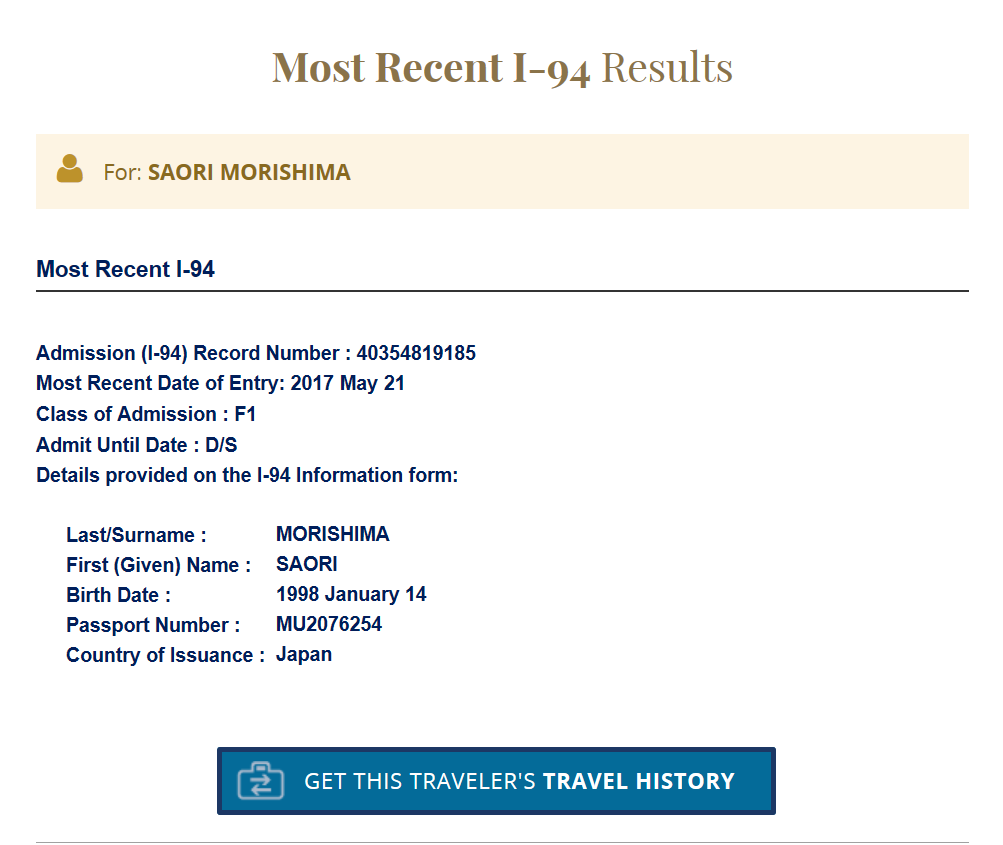 Most Recent I-94 Results
For: SAORI MORISHIMA
Most Recent I-94
Admission (I-94) Record Number : 40354819185
Most Recent Date of Entry: 2017 May 21
Class of Admission : F1
Admit Until Date : D/S
Details provided on the I-94 Information form:
Last/Surname : MORISHIMA
First (Given) Name : SAORI
Birth Date : 1998 January 14
Passport Number : MU2076254
Country of Issuance : Japan
GET THIS TRAVELER'S TRAVEL HISTORY